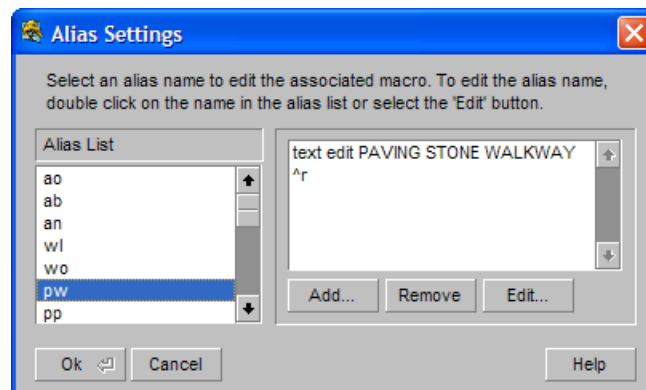 Alias Settings
Select an alias name to edit the associated macro. To edit the alias name,
double click on the name in the alias list or select the 'Edit' button.
Alias List
ao
ab
an
wl
wo
pw
pp
text edit PAVING STONE WALKWAY
^r
Add... Remove Edit...
Ok Cancel Help